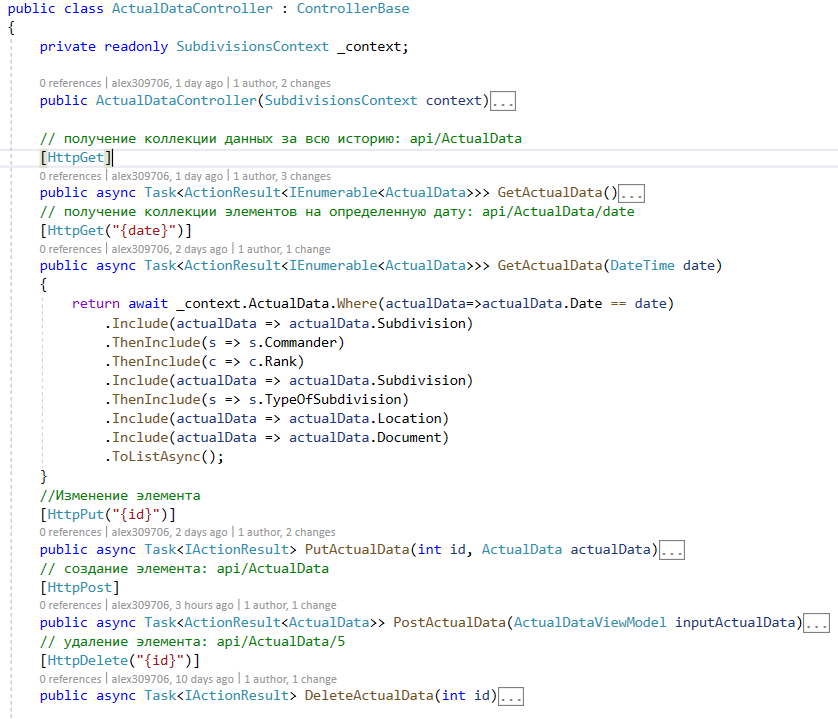 public class ActualDataController : ControllerBase
{
private readonly SubdivisionsContext _context;
0 references | alex309706, 1 day ago | 1 author, 2 changes
public ActualDataController(SubdivisionsContext context)...
// получение коллекции данных за всю историю: api/ActualData
[HttpGet]
0 references | alex309706, 1 day ago | 1 author, 3 changes
public async Task<ActionResult<IEnumerable<ActualData>>> GetActualData()...
// получение коллекции элементов на определенную дату: api/ActualData/date
[HttpGet("{date}")]
0 references | alex309706, 2 days ago | 1 author, 1 change
public async Task<ActionResult<IEnumerable<ActualData>>> GetActualData(DateTime date)
{
return await _context.ActualData.Where(actualData=>actualData.Date == date)
.Include(actualData => actualData.Subdivision)
.ThenInclude(s => s.Commander)
.ThenInclude(c => c.Rank)
.Include(actualData => actualData.Subdivision)
.ThenInclude(s => s.TypeOfSubdivision)
.Include(actualData => actualData.Location)
.Include(actualData => actualData.Document)
.ToListAsync();
}
//Изменение элемента
[HttpPut("{id}")]
0 references | alex309706, 2 days ago | 1 author, 2 changes
public async Task<IActionResult> PutActualData(int id, ActualData actualData)...
// создание элемента: api/ActualData
[HttpPost]
0 references | alex309706, 3 hours ago | 1 author, 1 change
public async Task<ActionResult<ActualData>> PostActualData(ActualDataViewModel inputActualData)...
// удаление элемента: api/ActualData/5
[HttpDelete("{id}")]
0 references | alex309706, 10 days ago | 1 author, 1 change
public async Task<IActionResult> DeleteActualData(int id)...